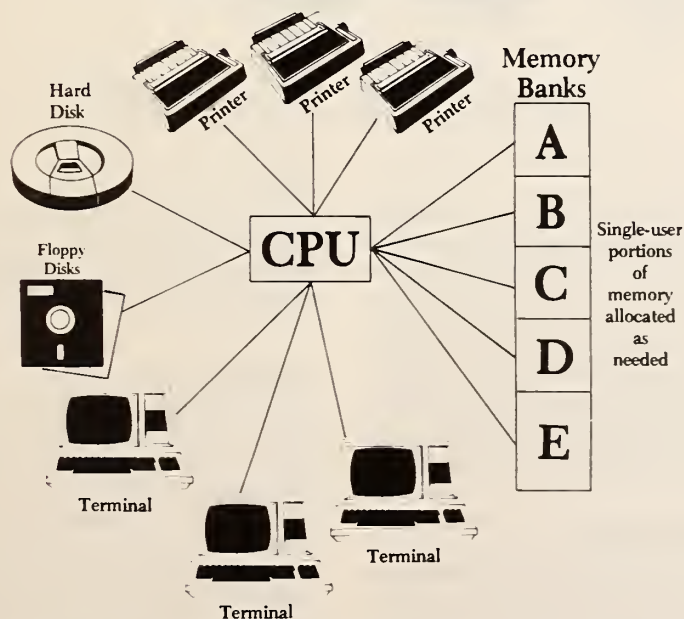 Printer
Printer
Printer
Hard
Disk
Memory
Banks
A
B
C
D
E
CPU
Floppy
Disks
Single-user
portions
of
memory
allocated
as
needed
Terminal
Terminal
Terminal